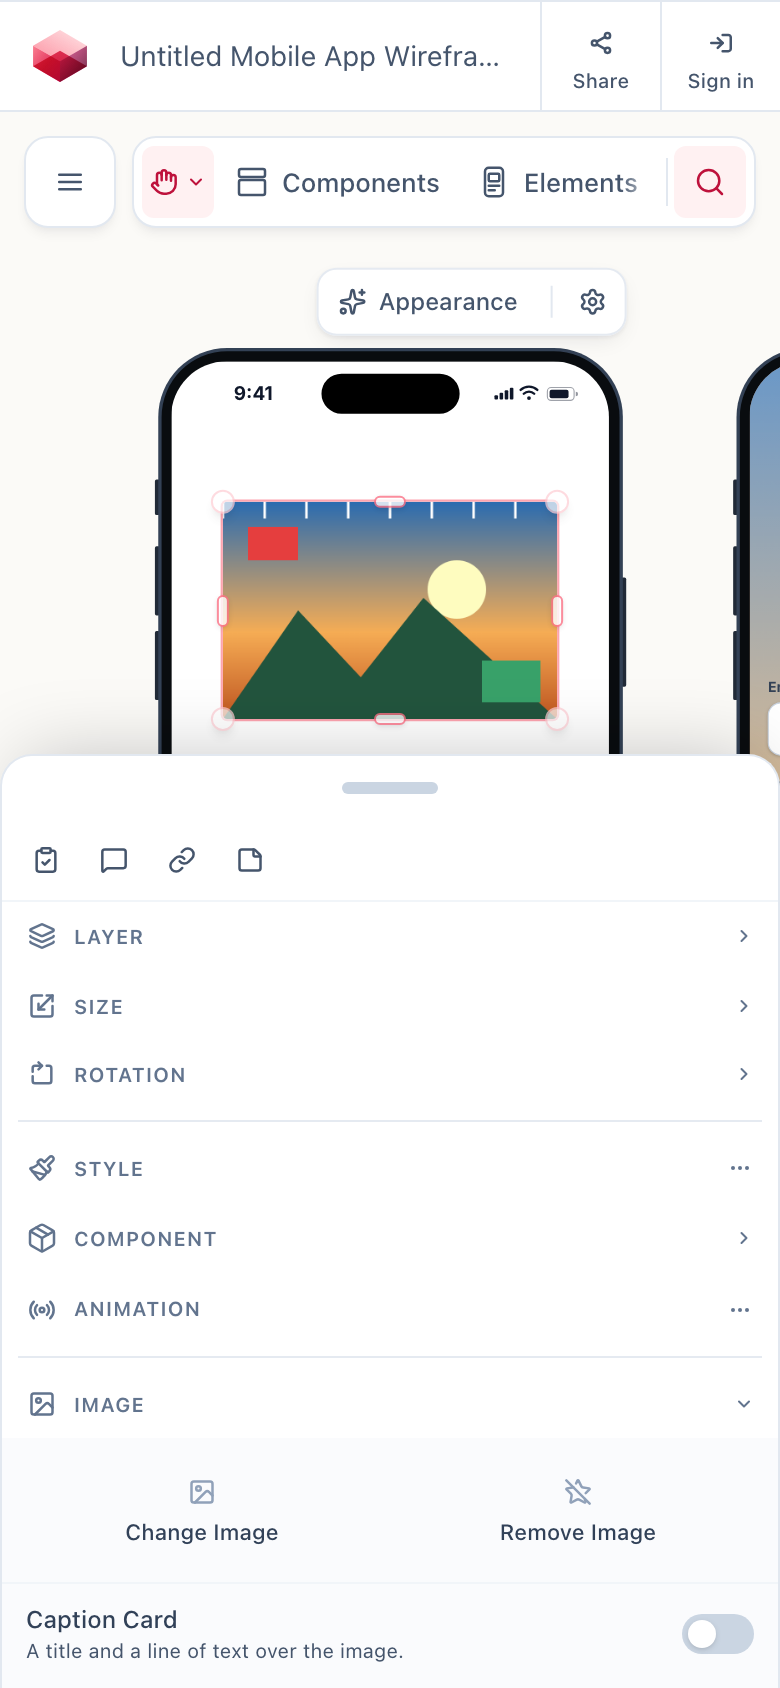 Untitled Mobile App Wirefra...
Share
Sign in
Components
Elements
Appearance
9:41
LAYER
SIZE
ROTATION
STYLE
COMPONENT
ANIMATION
IMAGE
Change Image
Remove Image
Caption Card
A title and a line of text over the image.